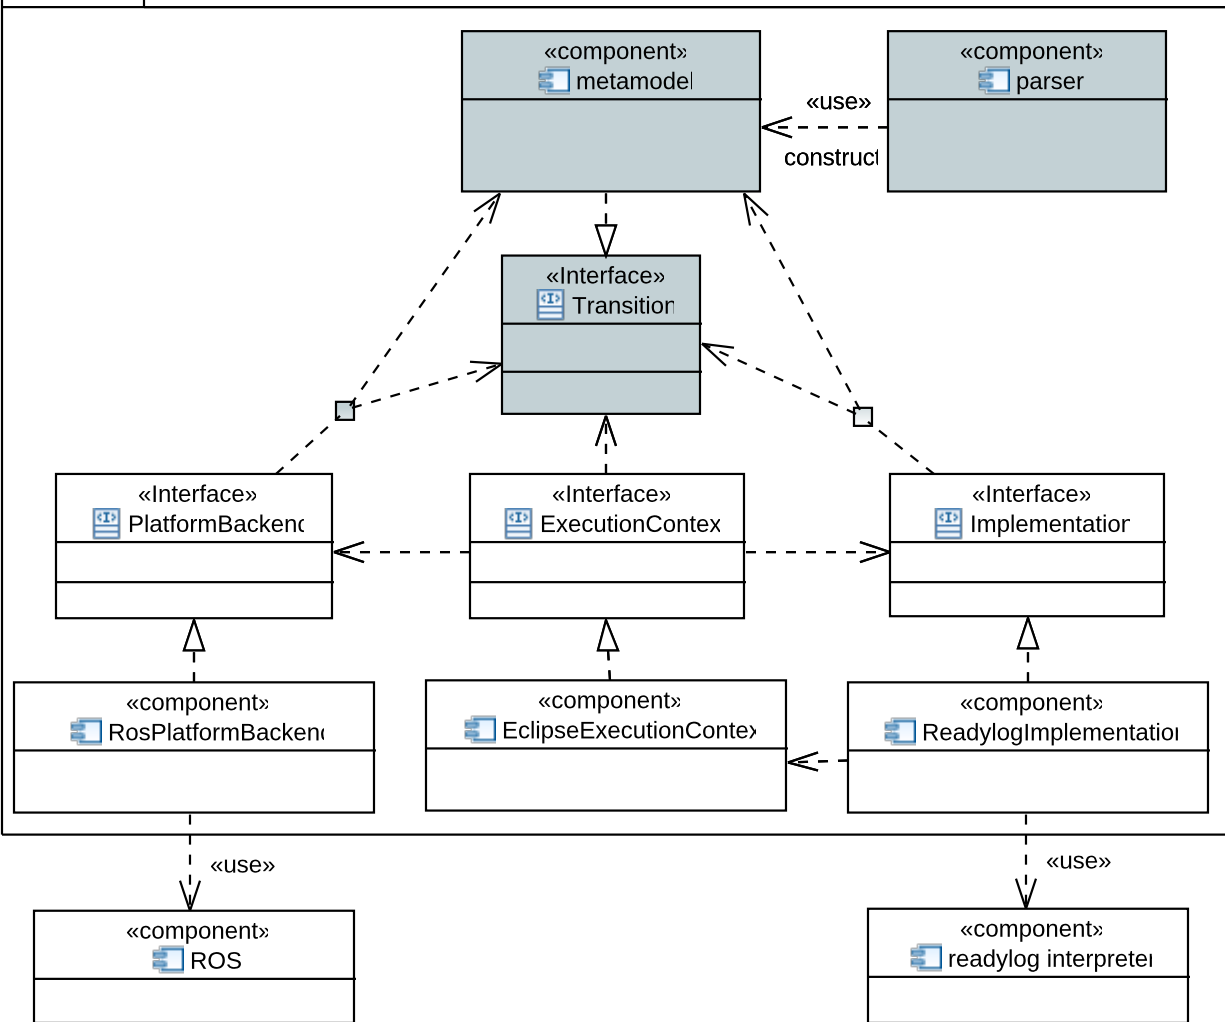 «component»
metamodel
«component»
parser
«use»
construct
«Interface»
Transition
«Interface»
PlatformBackend
«Interface»
ExecutionContex
«Interface»
Implementation
«component»
RosPlatformBackend
«component»
EclipseExecutionContex
«component»
ReadylogImplementation
«use»
«use»
«component»
ROS
«component»
readylog interpreter